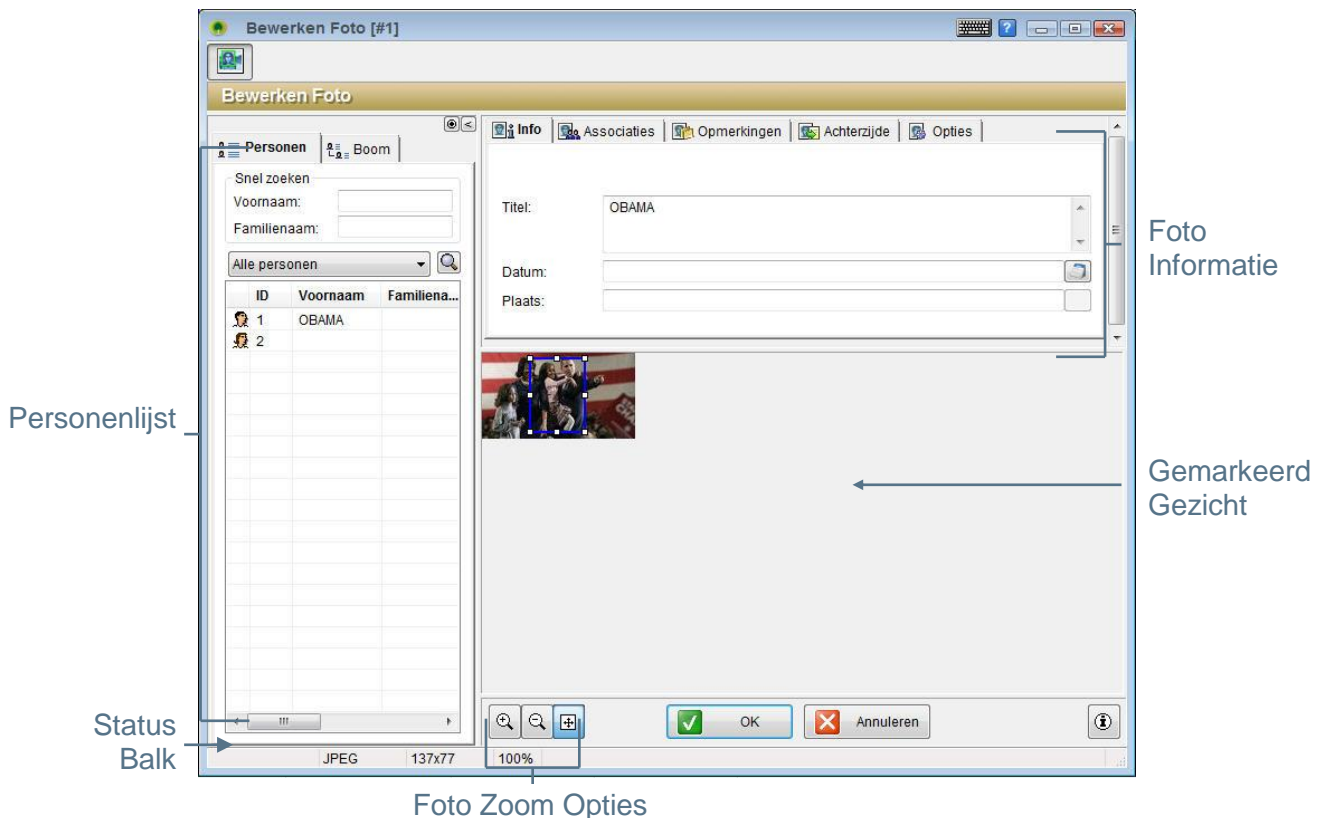 Bewerken Foto [#1]
?
Bewerken Foto
Personen
Boom
Snel zoeken
Voornaam:
Familienaam:
Alle personen
ID Voornaam Familiena...
1 OBAMA
2
Info
Associaties
Opmerkingen
Achterzijde
Opties
Titel: OBAMA
Datum:
Plaats:
Foto
Informatie
Personenlijst
Gemarkeerd
Gezicht
Status
Balk
OK
Annuleren
JPEG 137x77 100%
Foto Zoom Opties